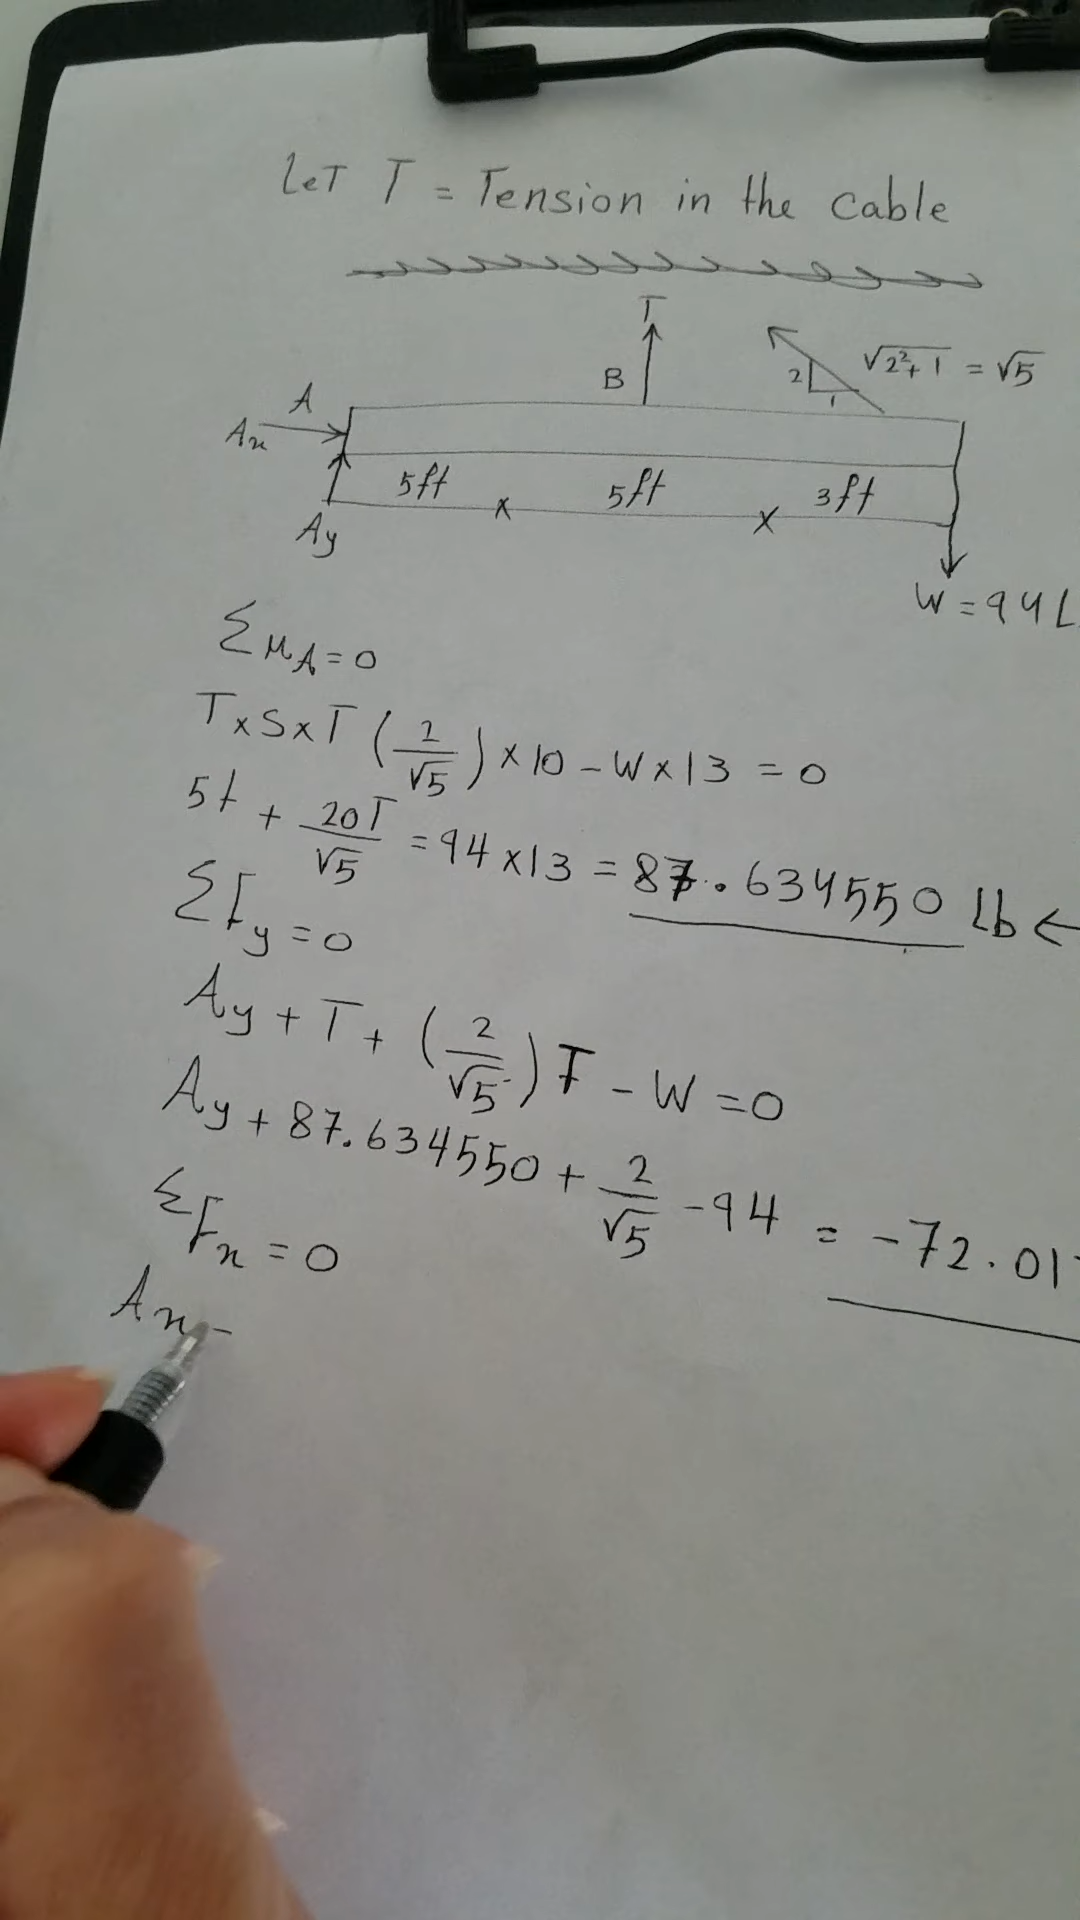 LeT T = Tension in the cable
T
B
2
1
√2²+1 = √5
A
Ax
5ft
5ft
3ft
Ay
W = 94 L
ΣMA = 0
T x 5 x T (2/√5) x 10 - W x 13 = 0
5t + 20T/√5 = 94 x 13 = 87.634550 Lb ←
ΣFy = 0
Ay + T + (2/√5) T - W = 0
Ay + 87.634550 + 2/√5 - 94 = -72.01
ΣFx = 0
Ax -